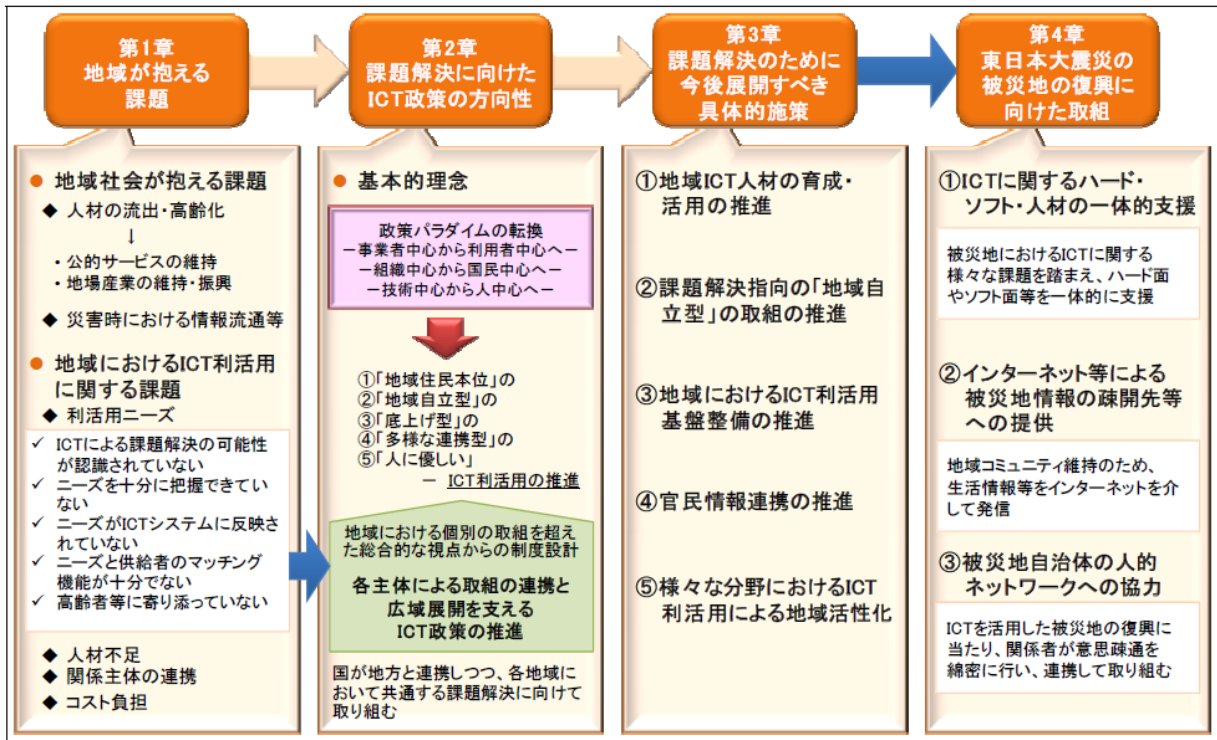 第1章
地域が抱える
課題
第2章
課題解決に向けた
ICT政策の方向性
第3章
課題解決のために
今後展開すべき
具体的施策
第4章
東日本大震災の
被災地の復興に
向けた取組
● 地域社会が抱える課題
◆ 人材の流出・高齢化
↓
・公的サービスの維持
・地場産業の維持・振興
◆ 災害時における情報流通等
● 地域におけるICT利活用
に関する課題
◆ 利活用ニーズ
✓ ICTによる課題解決の可能性
が認識されていない
✓ ニーズを十分に把握できてい
ない
✓ ニーズがICTシステムに反映さ
れていない
✓ ニーズと供給者のマッチング
機能が十分でない
✓ 高齢者等に寄り添っていない
◆ 人材不足
◆ 関係主体の連携
◆ コスト負担
● 基本的理念
政策パラダイムの転換
－事業者中心から利用者中心へ－
－組織中心から国民中心へ－
－技術中心から人中心へ－
①「地域住民本位」の
②「地域自立型」の
③「底上げ型」の
④「多様な連携型」の
⑤「人に優しい」
－ ICT利活用の推進
地域における個別の取組を超え
た総合的な視点からの制度設計
各主体による取組の連携と
広域展開を支える
ICT政策の推進
国が地方と連携しつつ、各地域に
おいて共通する課題解決に向けて
取り組む
①地域ICT人材の育成・
活用の推進
②課題解決指向の「地域自
立型」の取組の推進
③地域におけるICT利活用
基盤整備の推進
④官民情報連携の推進
⑤様々な分野におけるICT
利活用による地域活性化
①ICTに関するハード・
ソフト・人材の一体的支援
被災地におけるICTに関する
様々な課題を踏まえ、ハード面
やソフト面等を一体的に支援
②インターネット等による
被災地情報の疎開先等
への提供
地域コミュニティ維持のため、
生活情報等をインターネットを介
して発信
③被災地自治体の人的
ネットワークへの協力
ICTを活用した被災地の復興に
当たり、関係者が意思疎通を
綿密に行い、連携して取り組む